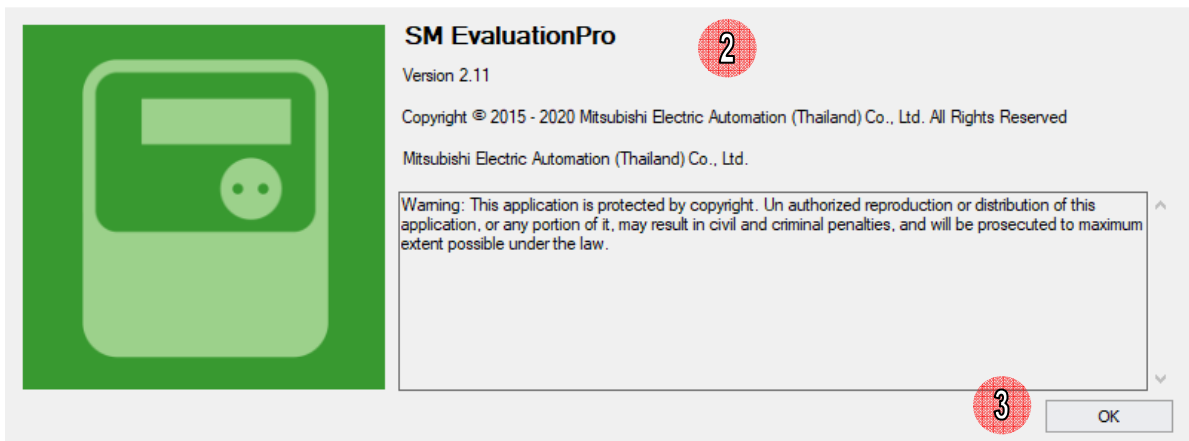 SM EvaluationPro
2
Version 2.11
Copyright © 2015 - 2020 Mitsubishi Electric Automation (Thailand) Co., Ltd. All Rights Reserved
Mitsubishi Electric Automation (Thailand) Co., Ltd.
Warning: This application is protected by copyright. Un authorized reproduction or distribution of this
application, or any portion of it, may result in civil and criminal penalties, and will be prosecuted to maximum
extent possible under the law.
3
OK